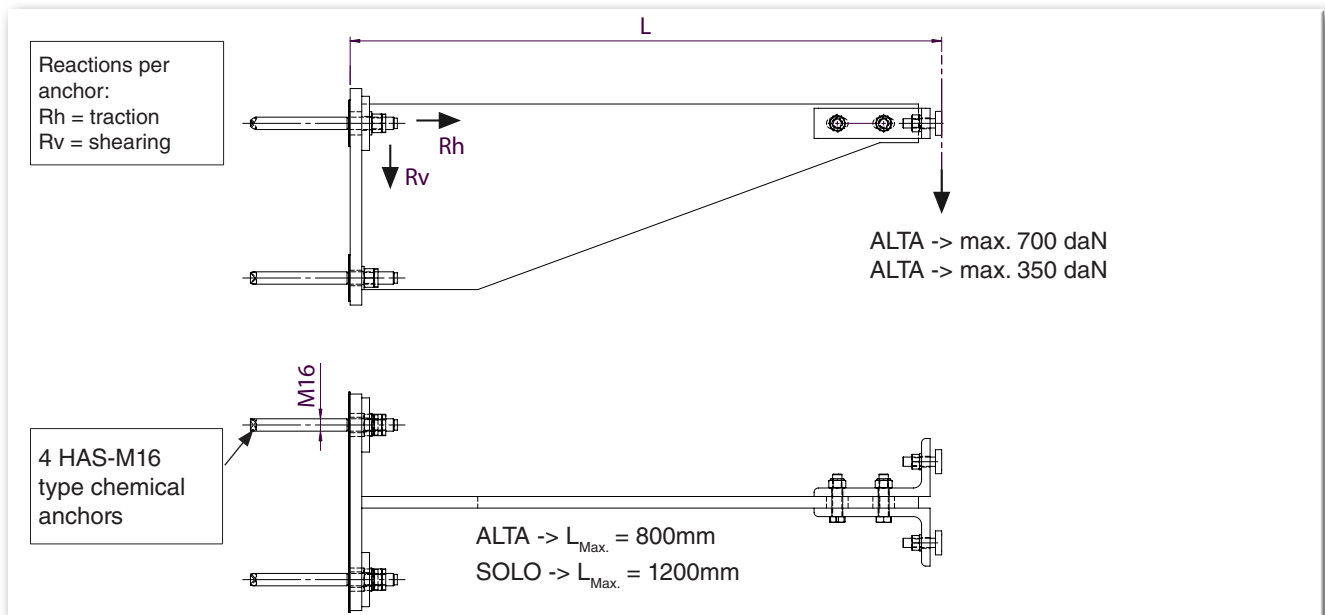 L
Reactions per
anchor:
Rh = traction
Rv = shearing
Rh
Rv
ALTA -> max. 700 daN
ALTA -> max. 350 daN
M16
4 HAS-M16
type chemical
anchors
ALTA -> LMax. = 800mm
SOLO -> LMax. = 1200mm